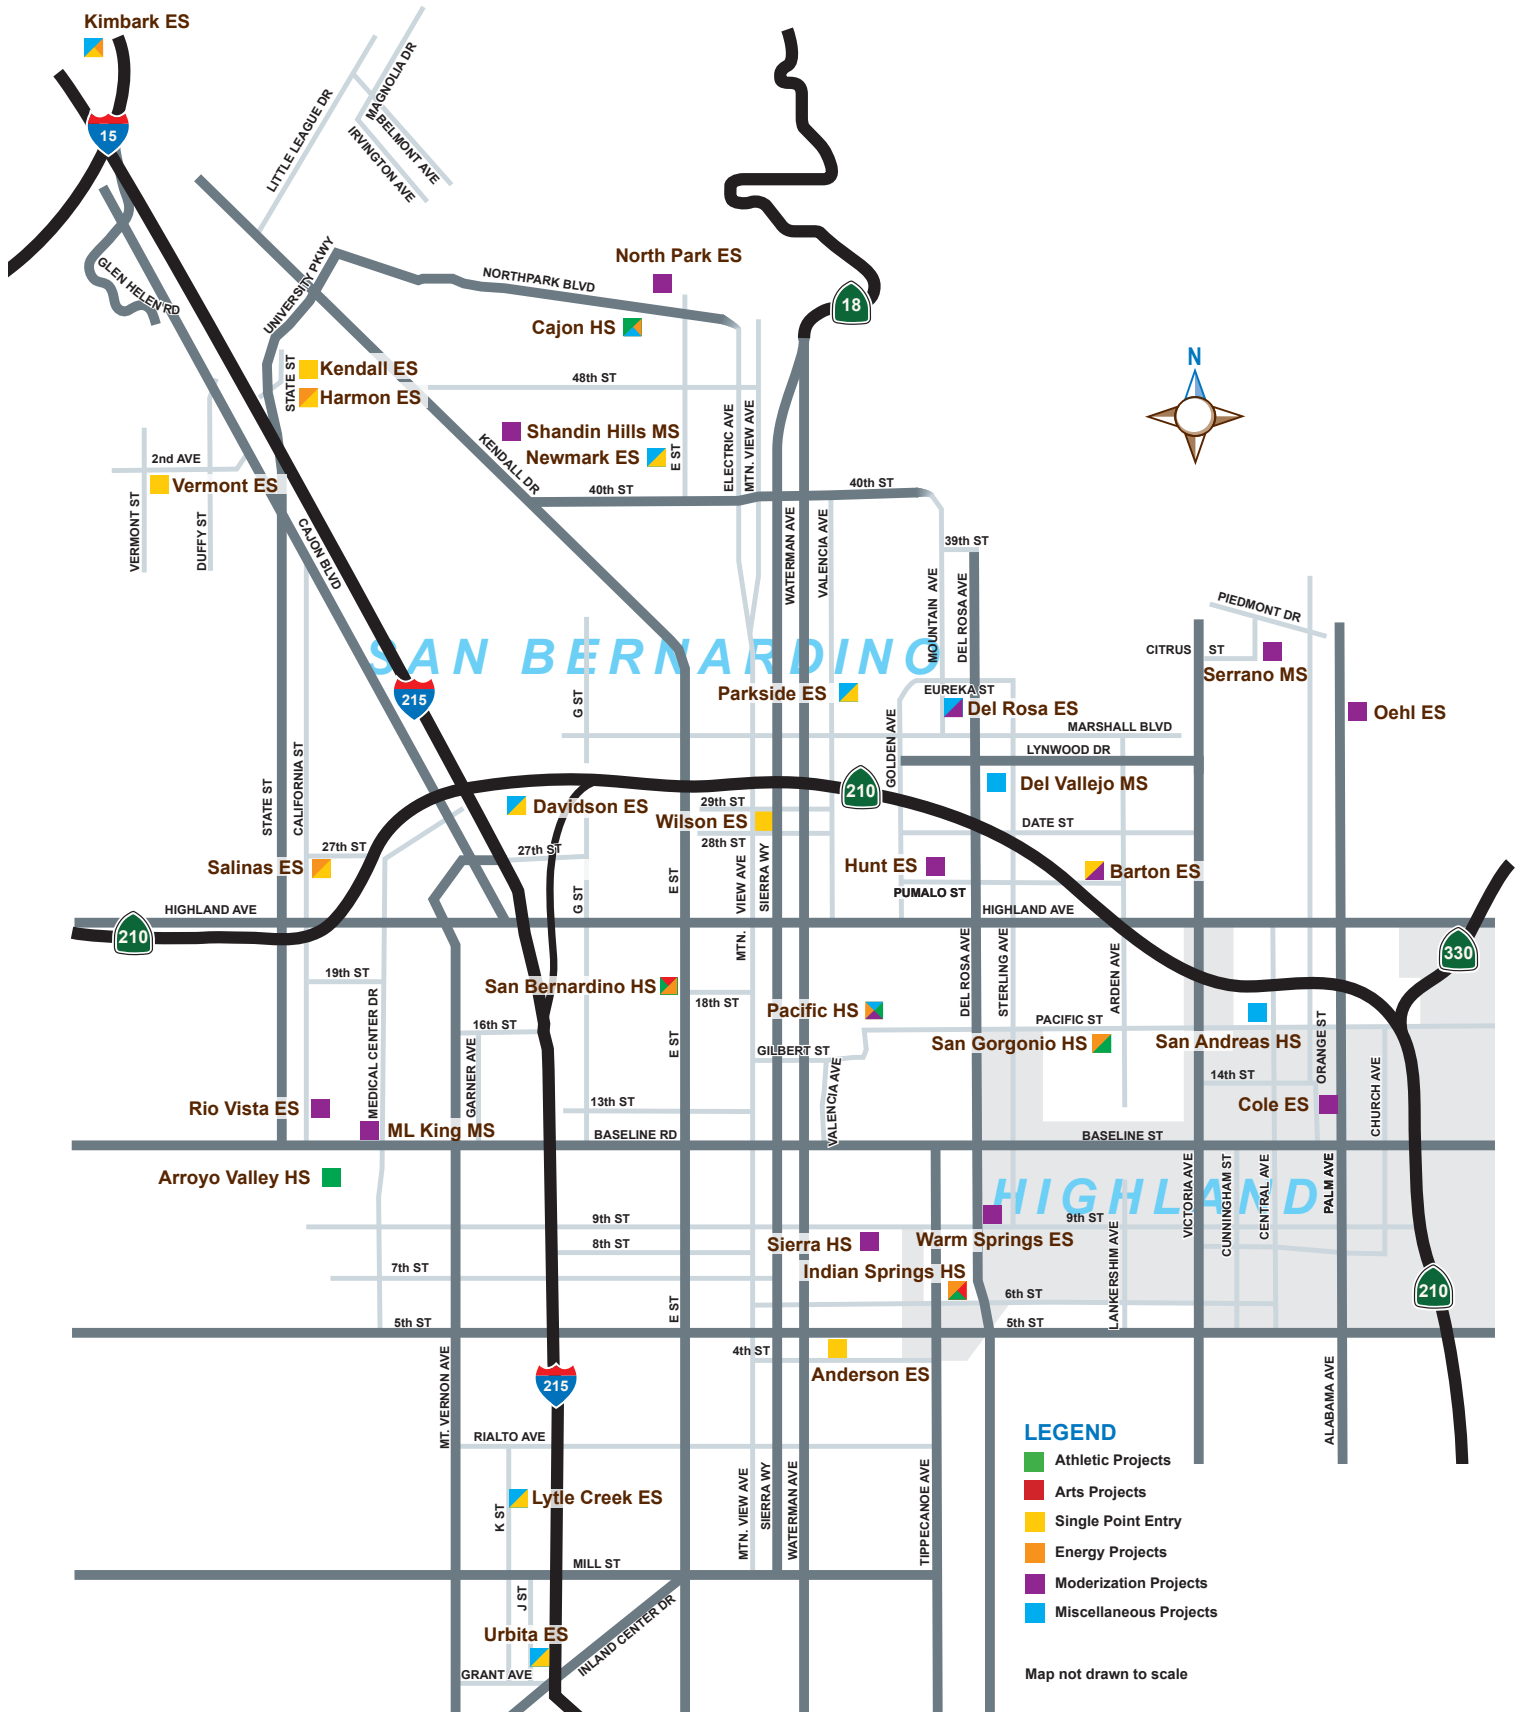 Kimbark ES
15
LITTLE LEAGUE DR
MAGNOLIA DR
BELMONT AVE
IRVINGTON AVE
GLEN HELEN RD
UNIVERSITY PKWY
NORTHPARK BLVD
North Park ES
Cajon HS
18
N
STATE ST
Kendall ES
Harmon ES
48th ST
Shandin Hills MS
Newmark ES
E ST
ELECTRIC AVE
MTN. VIEW AVE
KENDALL DR
2nd AVE
Vermont ES
VERMONT ST
DUFFY ST
CAJON BLVD
40th ST
40th ST
WATERMAN AVE
VALENCIA AVE
39th ST
MOUNTAIN AVE
DEL ROSA AVE
PIEDMONT DR
CITRUS ST
Serrano MS
SAN BERNARDINO
215
G ST
Parkside ES
EUREKA ST
Del Rosa ES
Oehl ES
MARSHALL BLVD
LYNWOOD DR
GOLDEN AVE
210
Del Vallejo MS
STATE ST
CALIFORNIA ST
Davidson ES
29th ST
Wilson ES
28th ST
DATE ST
27th ST
27th ST
Salinas ES
E ST
G ST
MTN. VIEW AVE
SIERRA WY
Hunt ES
Barton ES
PUMALO ST
HIGHLAND AVE
HIGHLAND AVE
210
330
19th ST
San Bernardino HS
18th ST
DEL ROSA AVE
STERLING AVE
ARDEN AVE
MEDICAL CENTER DR
Pacific HS
16th ST
GARNER AVE
E ST
GILBERT ST
PACIFIC ST
San Gorgonio HS
San Andreas HS
ORANGE ST
CHURCH AVE
14th ST
VALENCIA AVE
Rio Vista ES
13th ST
Cole ES
ML King MS
BASELINE RD
BASELINE ST
Arroyo Valley HS
VICTORIA AVE
CUNNINGHAM ST
CENTRAL AVE
PALM AVE
HIGHLAND
9th ST
9th ST
8th ST
Sierra HS
Warm Springs ES
7th ST
Indian Springs HS
LANKERSHIM AVE
6th ST
210
E ST
5th ST
5th ST
4th ST
Anderson ES
MT. VERNON AVE
215
ALABAMA AVE
RIALTO AVE
MTN. VIEW AVE
SIERRA WY
WATERMAN AVE
TIPPECANOE AVE
K ST
Lytle Creek ES
MILL ST
J ST
Urbita ES
GRANT AVE
INLAND CENTER DR
LEGEND
Athletic Projects
Arts Projects
Single Point Entry
Energy Projects
Moderization Projects
Miscellaneous Projects
Map not drawn to scale